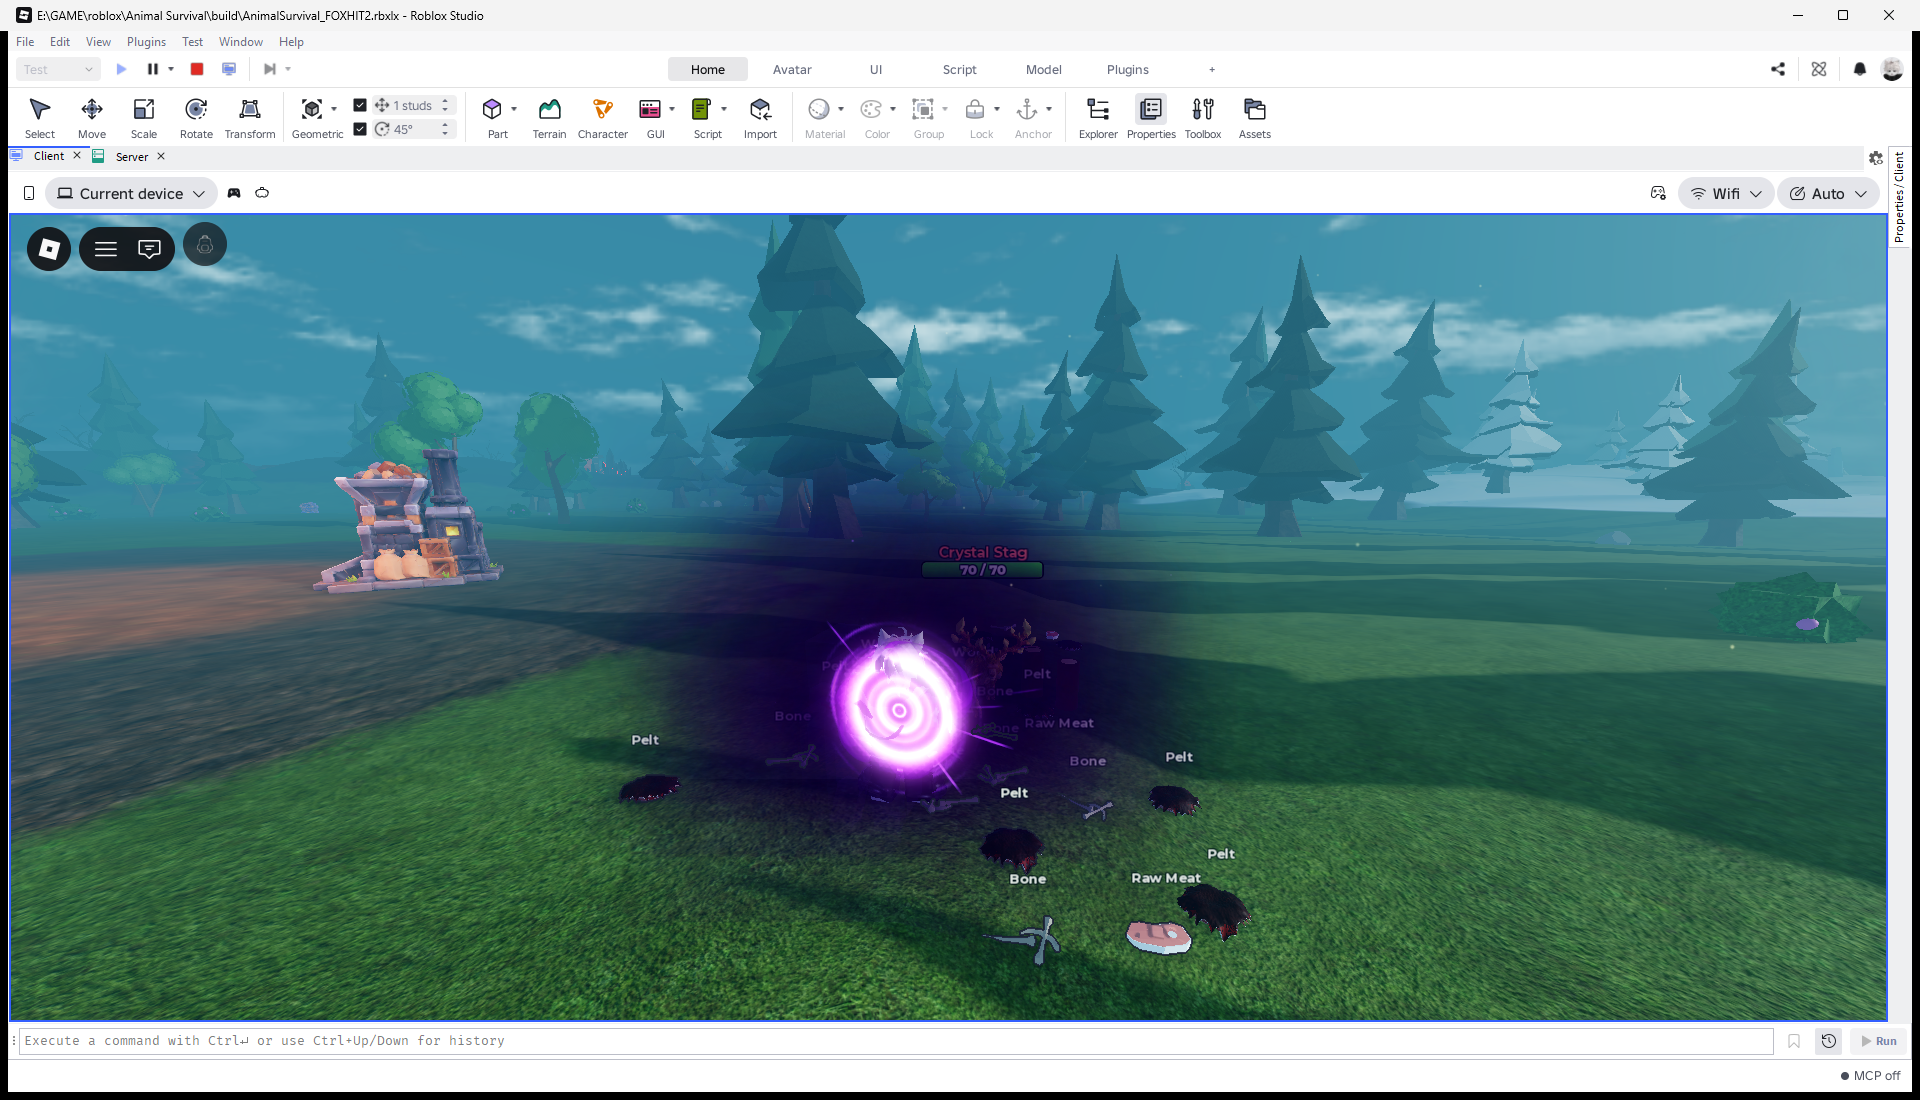 E:\GAME\roblox\Animal Survival\build\AnimalSurvival_FOXHIT2.rbxlx - Roblox Studio
File Edit View Plugins Test Window Help
Test
Home Avatar UI Script Model Plugins +
1 studs
45°
Select Move Scale Rotate Transform Geometric Part Terrain Character GUI Script Import Material Color Group Lock Anchor Explorer Properties Toolbox Assets
Client Server
Properties / Client
Current device
Wifi
Auto
Crystal Stag
70 / 70
Pelt
Bone
Bone
Raw Meat
Pelt
Bone
Pelt
Pelt
Pelt
Bone
Raw Meat
Execute a command with Ctrl↵ or use Ctrl+Up/Down for history
Run
MCP off